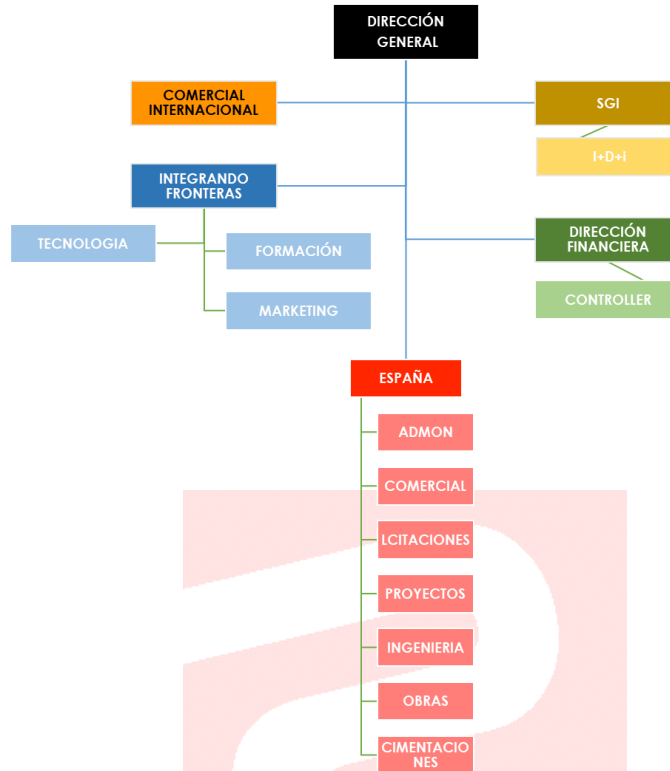 DIRECCIÓN
GENERAL
COMERCIAL
INTERNACIONAL
SGI
I+D+i
INTEGRANDO
FRONTERAS
TECNOLOGIA
FORMACIÓN
MARKETING
DIRECCIÓN
FINANCIERA
CONTROLLER
ESPAÑA
ADMON
COMERCIAL
LCITACIONES
PROYECTOS
INGENIERIA
OBRAS
CIMENTACIO
NES